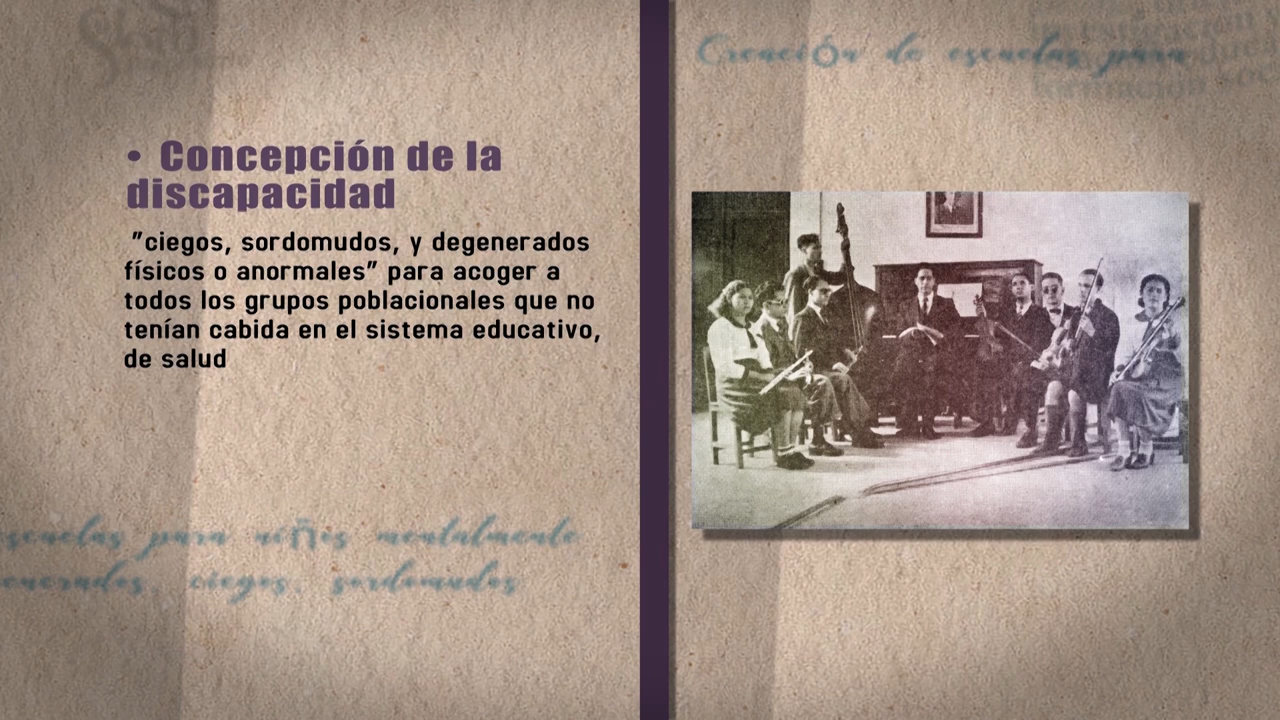 • Concepción de la
discapacidad
"ciegos, sordomudos, y degenerados
físicos o anormales" para acoger a
todos los grupos poblacionales que no
tenían cabida en el sistema educativo,
de salud
escuelas para niños mentalmente
ciegos, sordomudos
Creación de escuelas para